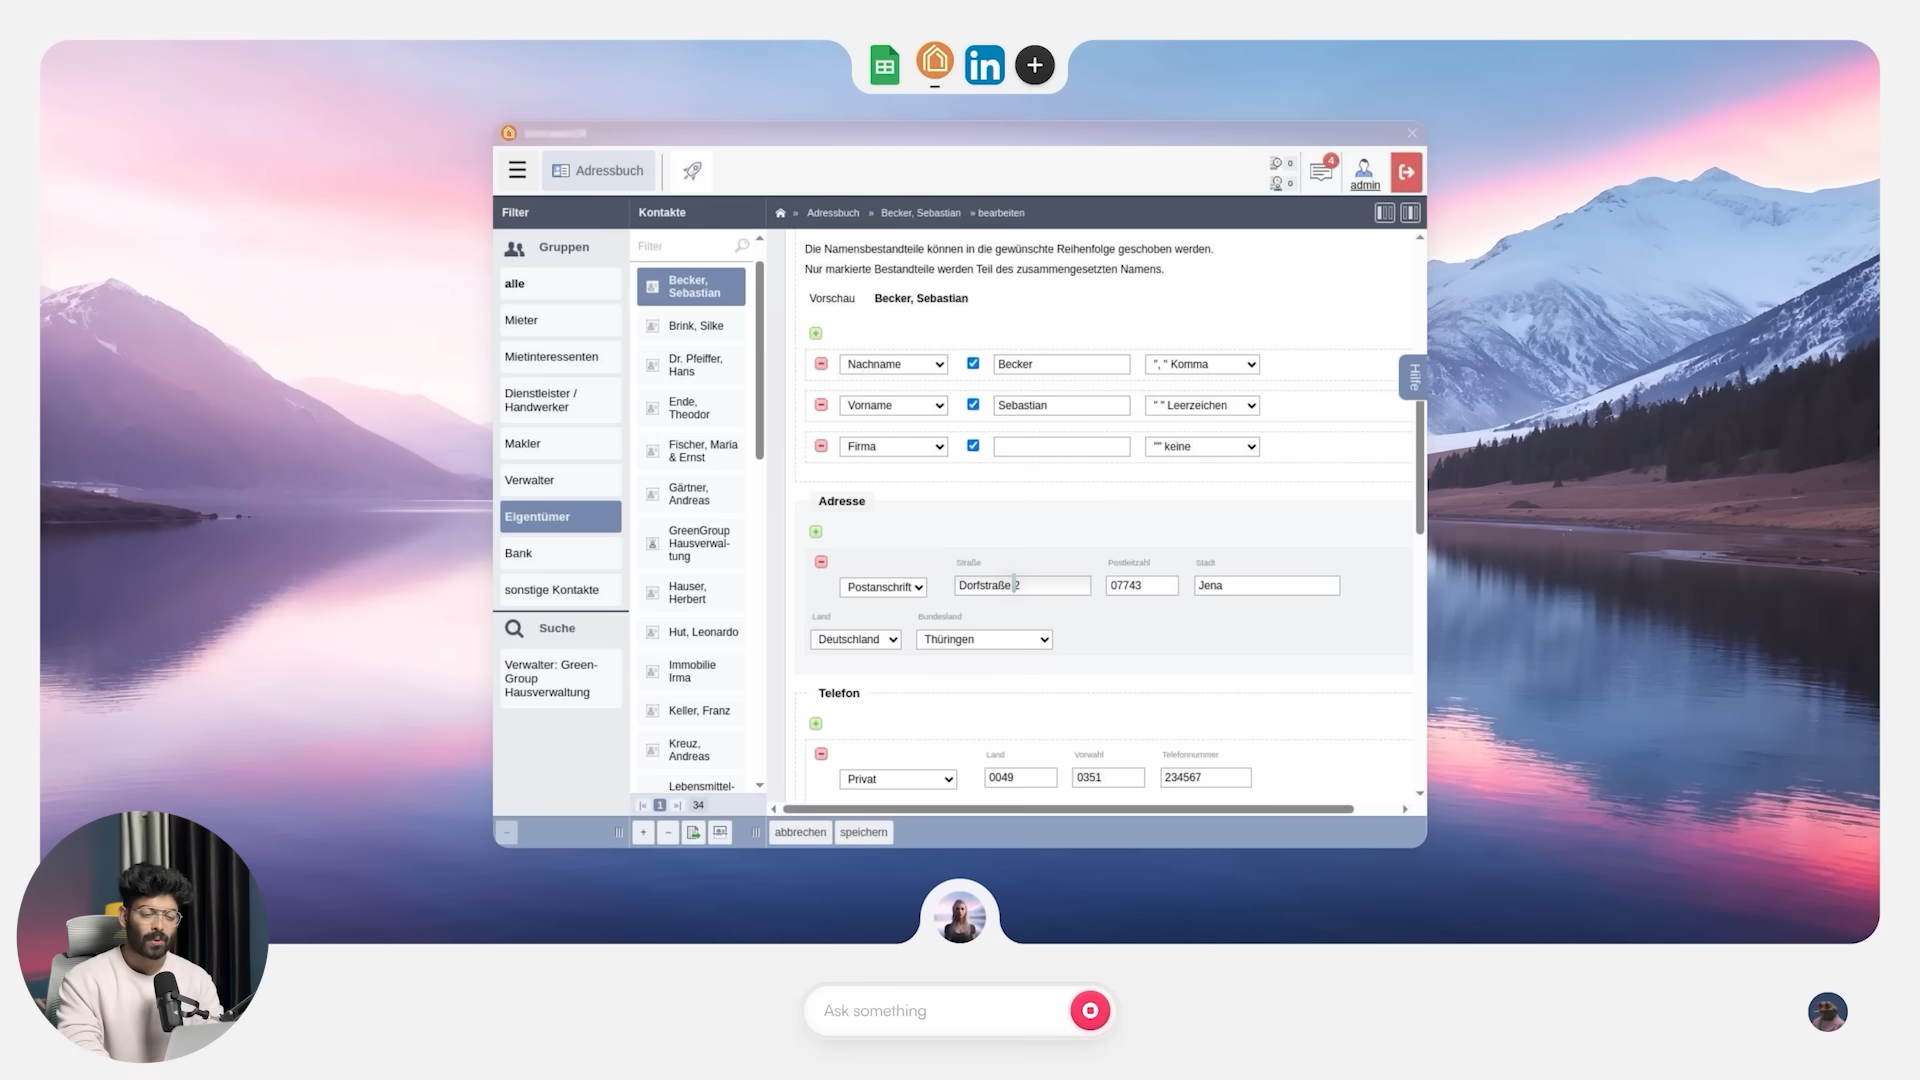 in
Adressbuch
0
0
4
admin
Filter
Kontakte
» Adressbuch » Becker, Sebastian » bearbeiten
Gruppen
alle
Mieter
Mietinteressenten
Dienstleister /
Handwerker
Makler
Verwalter
Eigentümer
Bank
sonstige Kontakte
Suche
Verwalter: Green-
Group
Hausverwaltung
Filter
Becker,
Sebastian
Brink, Silke
Dr. Pfeiffer,
Hans
Ende,
Theodor
Fischer, Maria
& Ernst
Gärtner,
Andreas
GreenGroup
Hausverwal-
tung
Hauser,
Herbert
Hut, Leonardo
Immobilie
Irma
Keller, Franz
Kreuz,
Andreas
Lebensmittel-
|« 1 »| 34
Die Namensbestandteile können in die gewünschte Reihenfolge geschoben werden.
Nur markierte Bestandteile werden Teil des zusammengesetzten Namens.
Vorschau Becker, Sebastian
Nachname Becker ", " Komma
Vorname Sebastian " " Leerzeichen
Firma "" keine
Adresse
Straße Postleitzahl Stadt
Postanschrift Dorfstraße 2 07743 Jena
Land Bundesland
Deutschland Thüringen
Telefon
Land Vorwahl Telefonnummer
Privat 0049 0351 234567
Hilfe
abbrechen speichern
Ask something